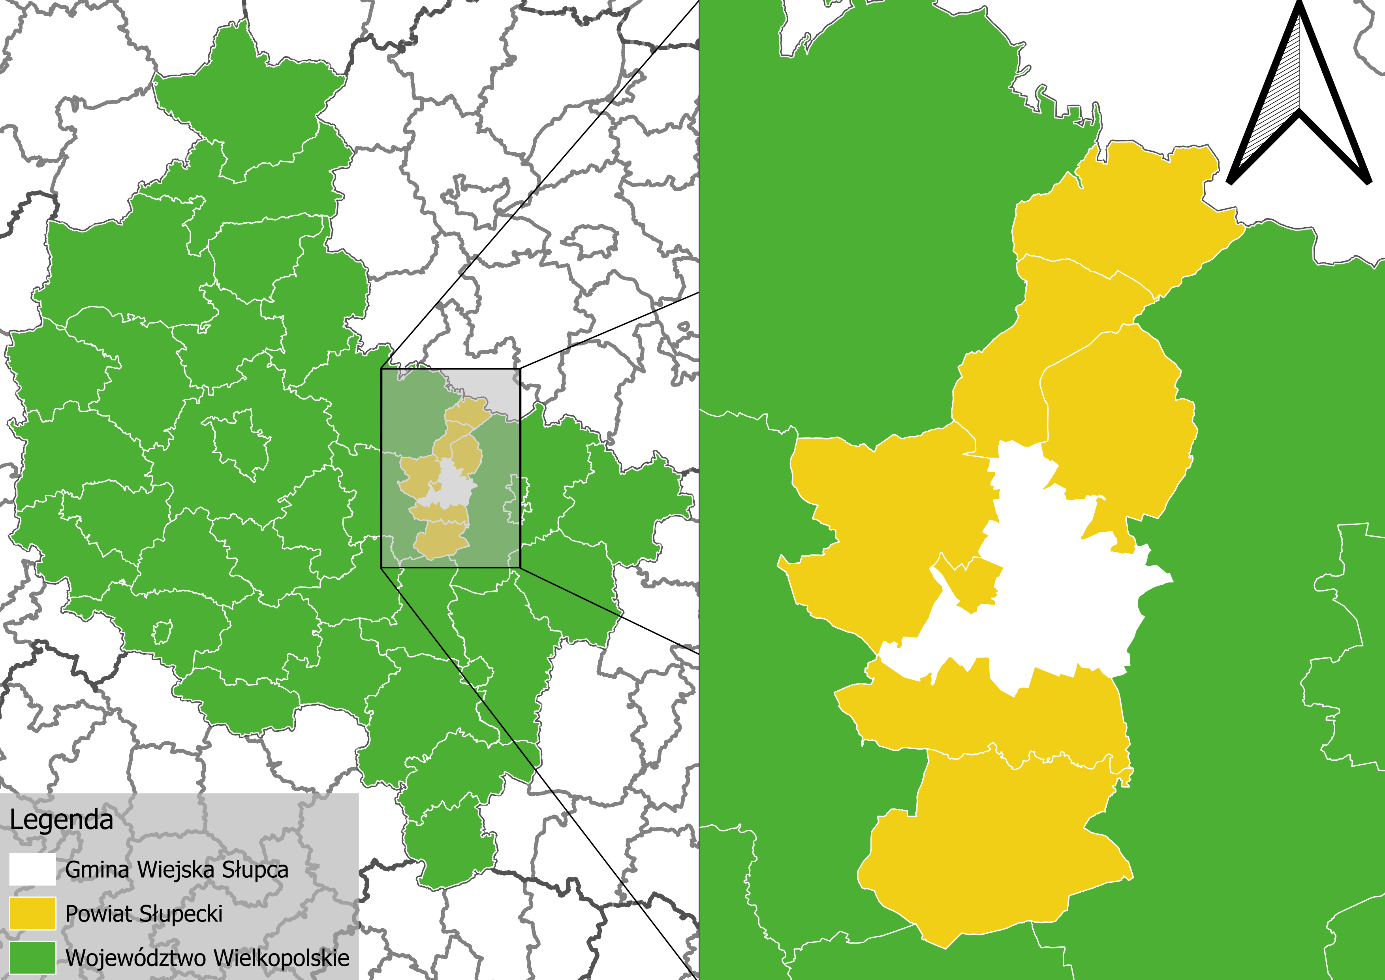 Legenda
Gmina Wiejska Słupca
Powiat Słupecki
Województwo Wielkopolskie